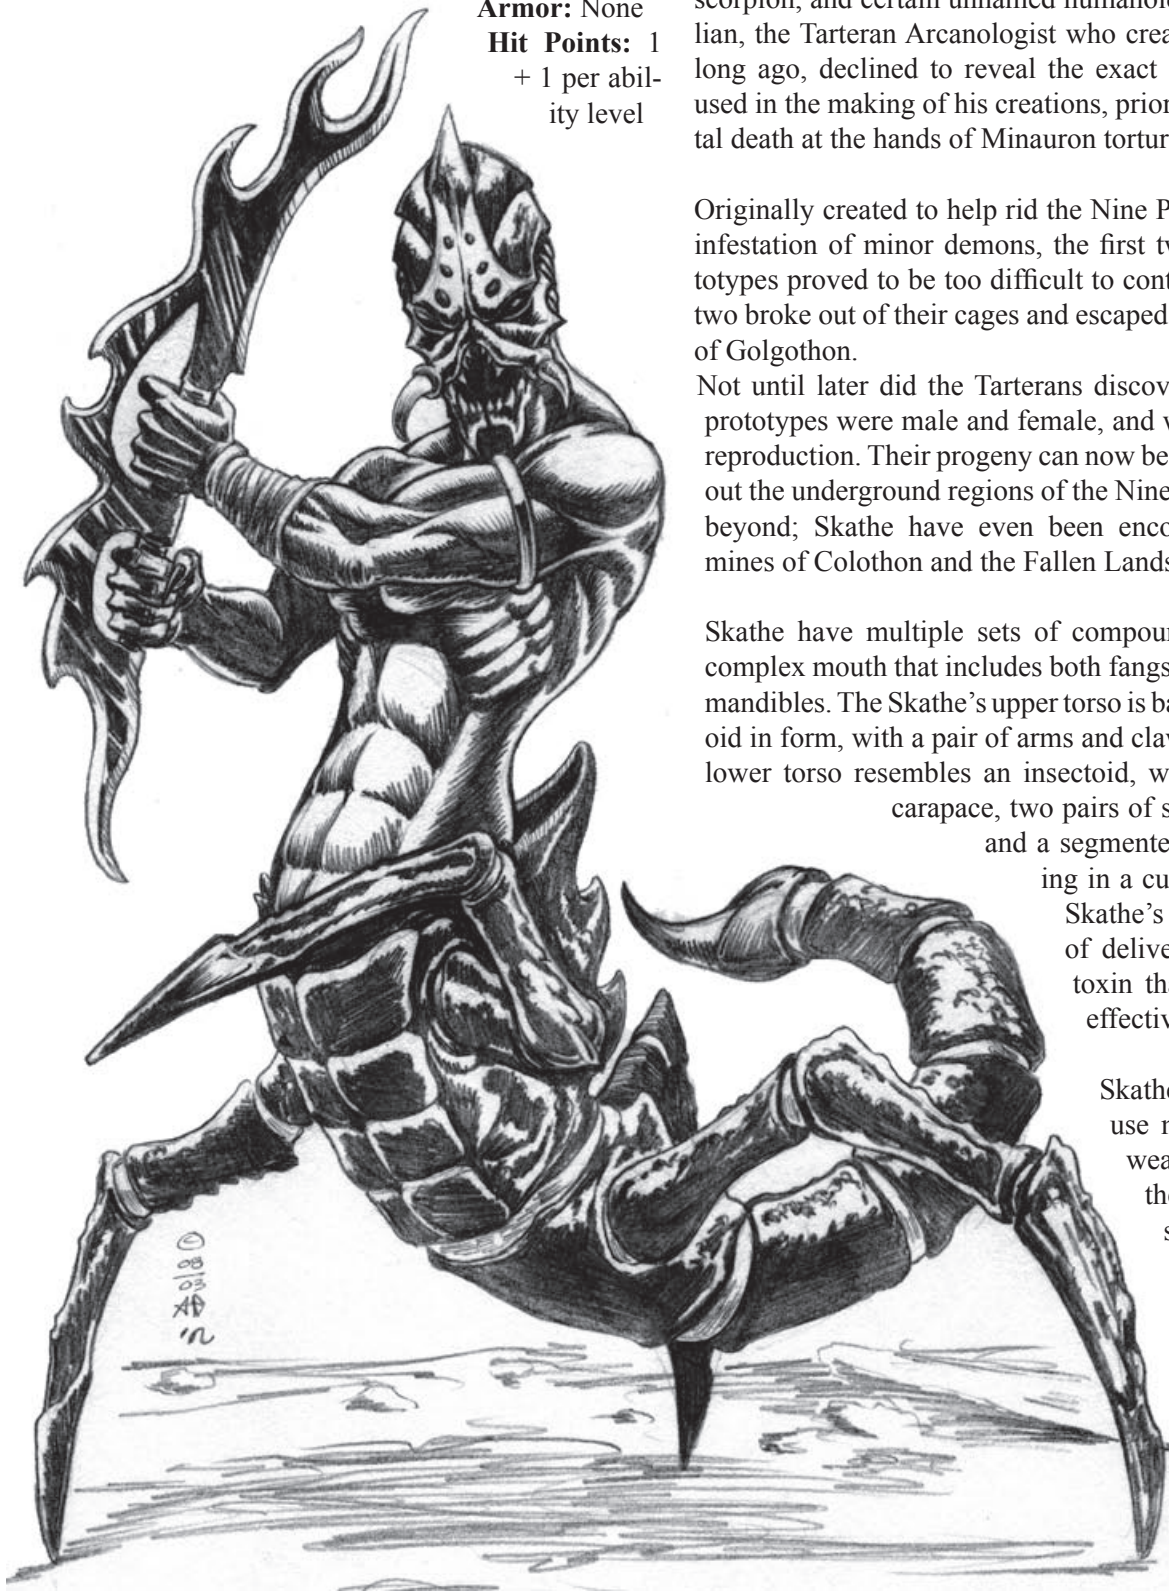 Armor: None
Hit Points: 1
+ 1 per abil-
ity level
scorpion, and certain unnamed humanoid
lian, the Tarteran Arcanologist who crea
long ago, declined to reveal the exact
used in the making of his creations, prior
tal death at the hands of Minauron tortur
Originally created to help rid the Nine P
infestation of minor demons, the first tw
totypes proved to be too difficult to cont
two broke out of their cages and escaped
of Golgothon.
Not until later did the Tarterans discov
prototypes were male and female, and w
reproduction. Their progeny can now be
out the underground regions of the Nine
beyond; Skathe have even been enco
mines of Colothon and the Fallen Lands
Skathe have multiple sets of compoun
complex mouth that includes both fangs
mandibles. The Skathe's upper torso is ba
oid in form, with a pair of arms and claw
lower torso resembles an insectoid, w
carapace, two pairs of s
and a segmente
ing in a cu
Skathe's
of delive
toxin tha
effectiv
Skathe
use n
wea
the
s
©
08
03
AB
'02